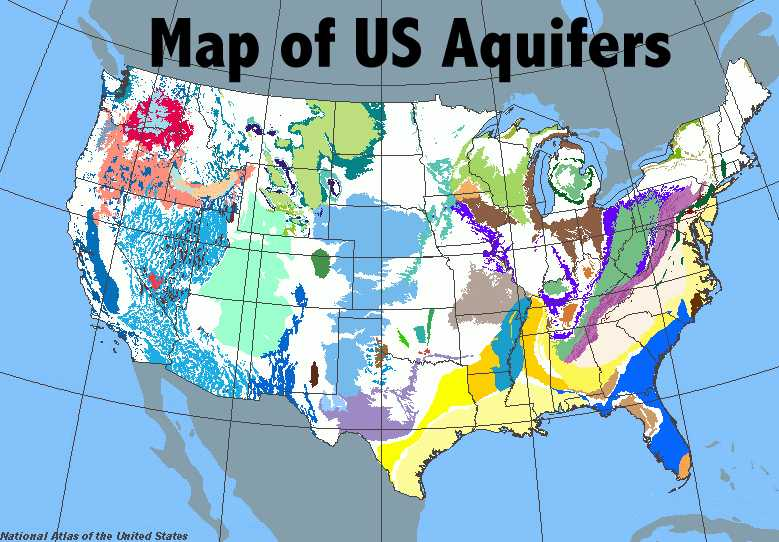 Map of US Aquifers
National Atlas of the United States